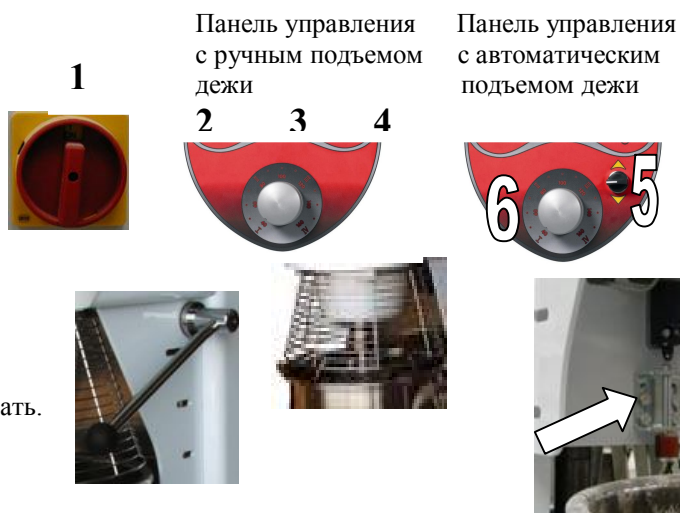 Панель управления
с ручным подъемом
дежи
Панель управления
с автоматическим
подъемом дежи
1
2 3 4
6 5
ать.